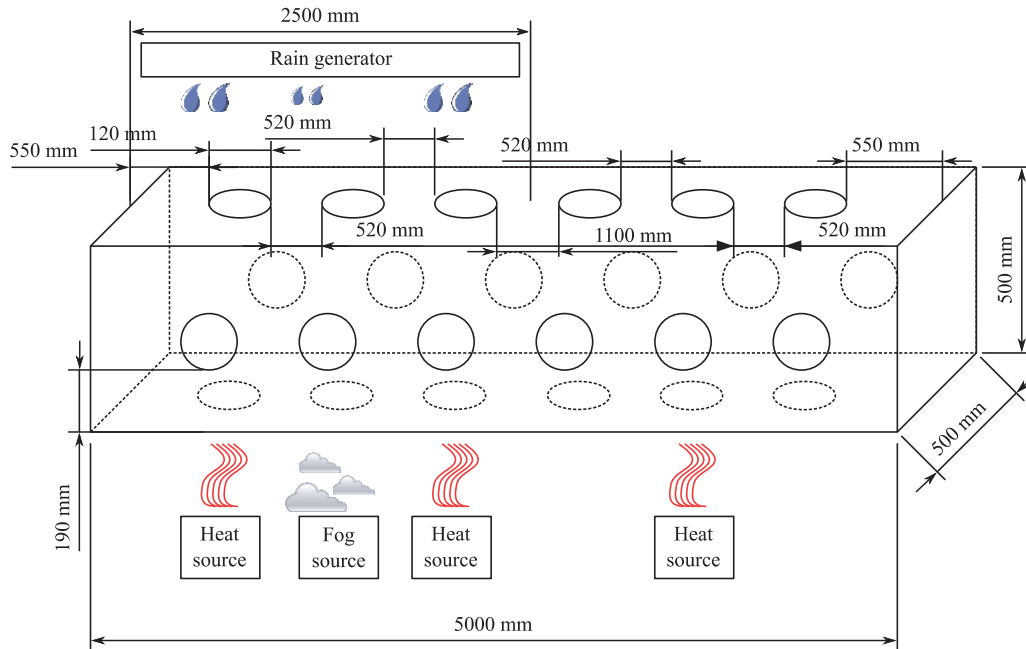 2500 mm
Rain generator
520 mm
120 mm
550 mm
520 mm
550 mm
520 mm
1100 mm
520 mm
500 mm
500 mm
190 mm
Heat
source
Fog
source
Heat
source
Heat
source
5000 mm